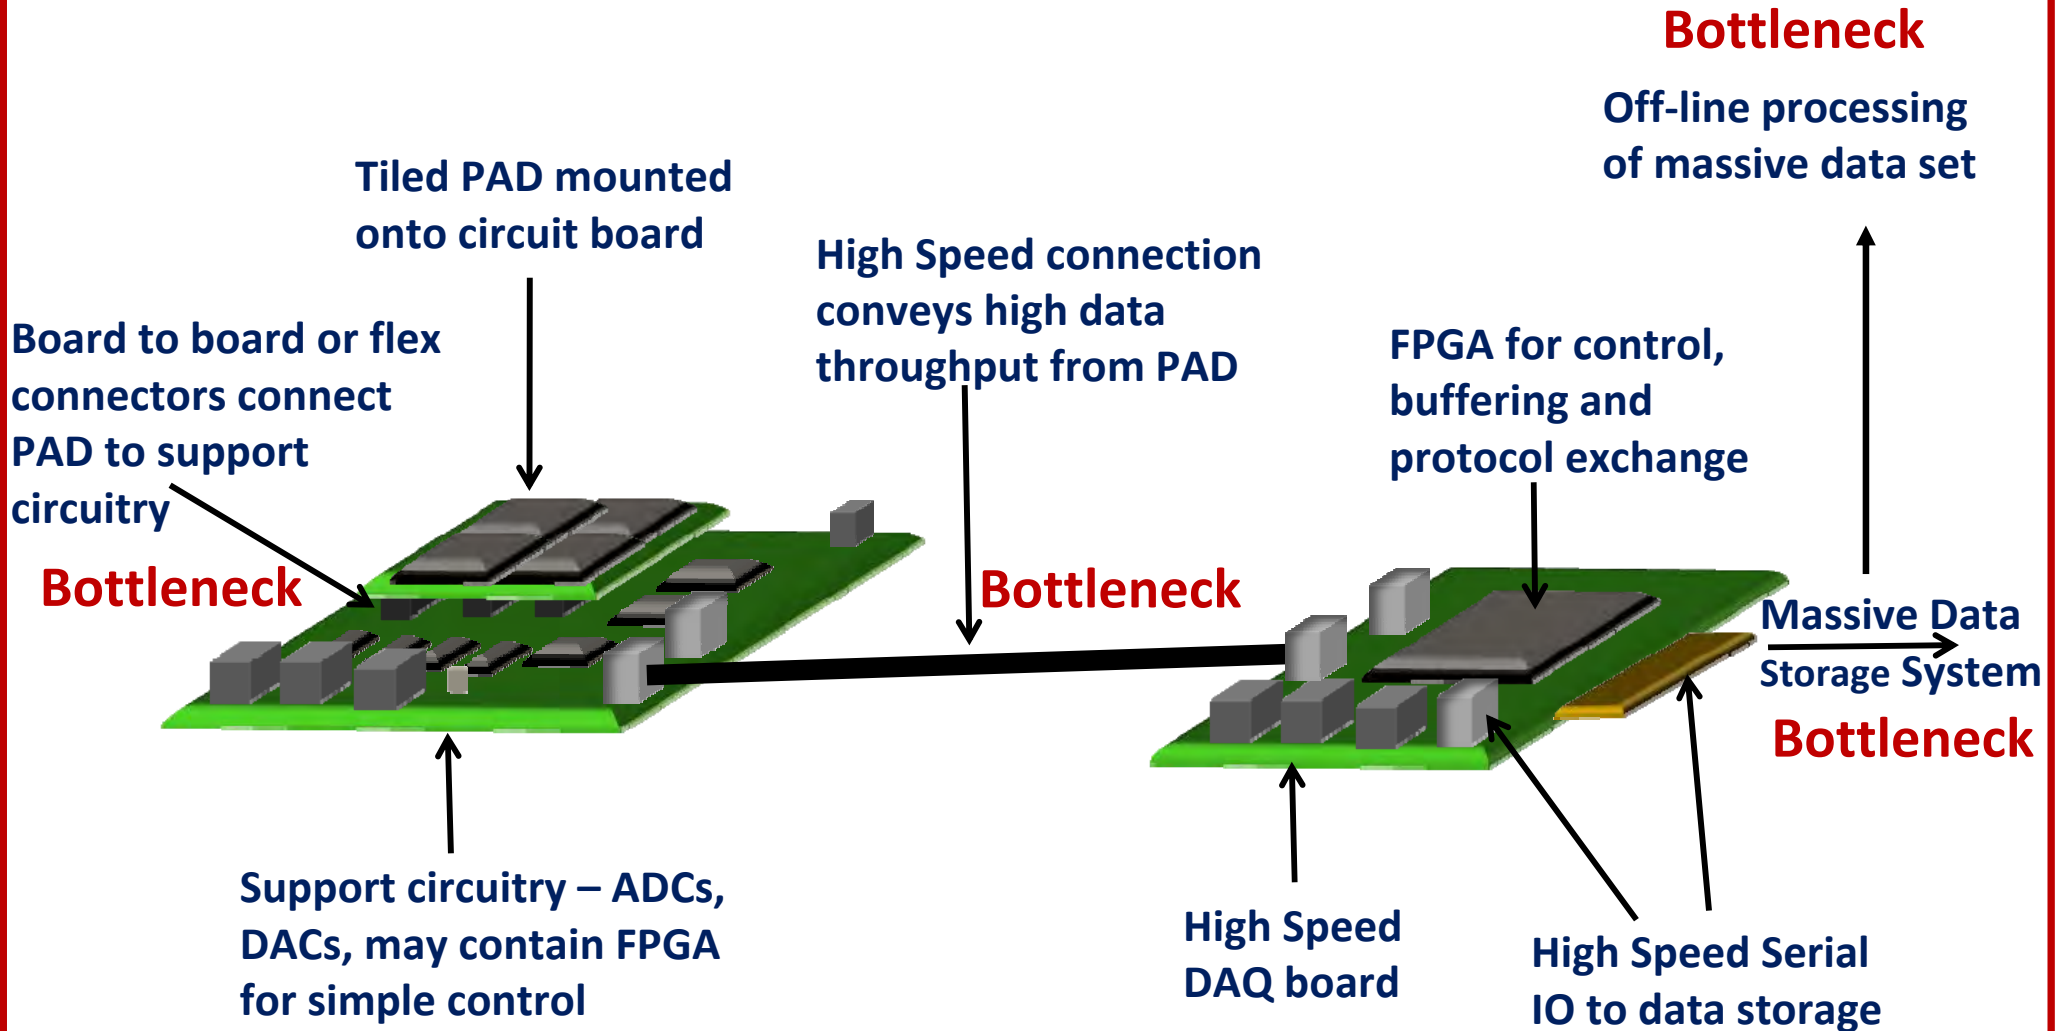 Bottleneck
Off-line processing
of massive data set
Tiled PAD mounted
onto circuit board
High Speed connection
conveys high data
throughput from PAD
Board to board or flex
connectors connect
PAD to support
circuitry
FPGA for control,
buffering and
protocol exchange
Bottleneck
Bottleneck
Massive Data
Storage System
Bottleneck
Support circuitry – ADCs,
DACs, may contain FPGA
for simple control
High Speed
DAQ board
High Speed Serial
IO to data storage